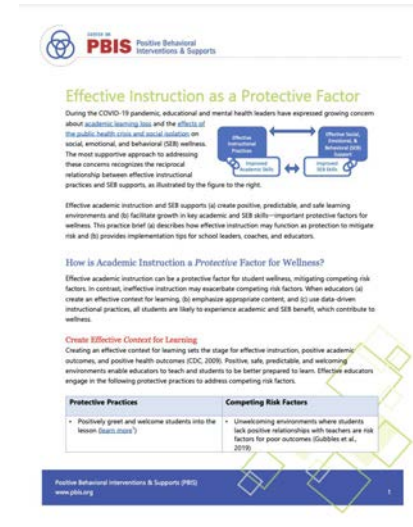 CENTER ON
PBIS
Positive Behavioral
Interventions & Supports
Effective Instruction as a Protective Factor
During the COVID-19 pandemic, educational and mental health leaders have expressed growing concern
about academic learning loss and the effects of
the public health crisis and social isolation on
social, emotional, and behavioral (SEB) wellness.
The most supportive approach to addressing
these concerns recognizes the reciprocal
relationship between effective instructional
practices and SEB supports, as illustrated by the figure to the right.
Effective
Instructional
Practices
Effective Social,
Emotional, &
Behavioral (SEB)
Support
Improved
Academic Skills
Improved
SEB Skills
Effective academic instruction and SEB supports (a) create positive, predictable, and safe learning
environments and (b) facilitate growth in key academic and SEB skills—important protective factors for
wellness. This practice brief (a) describes how effective instruction may function as protection to mitigate
risk and (b) provides implementation tips for school leaders, coaches, and educators.
How is Academic Instruction a Protective Factor for Wellness?
Effective academic instruction can be a protective factor for student wellness, mitigating competing risk
factors. In contrast, ineffective instruction may exacerbate competing risk factors. When educators (a)
create an effective context for learning, (b) emphasize appropriate content, and (c) use data-driven
instructional practices, all students are likely to experience academic and SEB benefit, which contribute to
wellness.
Create Effective Context for Learning
Creating an effective context for learning sets the stage for effective instruction, positive academic
outcomes, and positive health outcomes (CDC, 2009). Positive, safe, predictable, and welcoming
environments enable educators to teach and students to be better prepared to learn. Effective educators
engage in the following protective practices to address competing risk factors.
Protective Practices
Competing Risk Factors
• Positively greet and welcome students into the
lesson (learn more¹)
• Unwelcoming environments where students
lack positive relationships with teachers are risk
factors for poor outcomes (Gubbles et al.,
2019)
Positive Behavioral Interventions & Supports (PBIS)
www.pbis.org
1